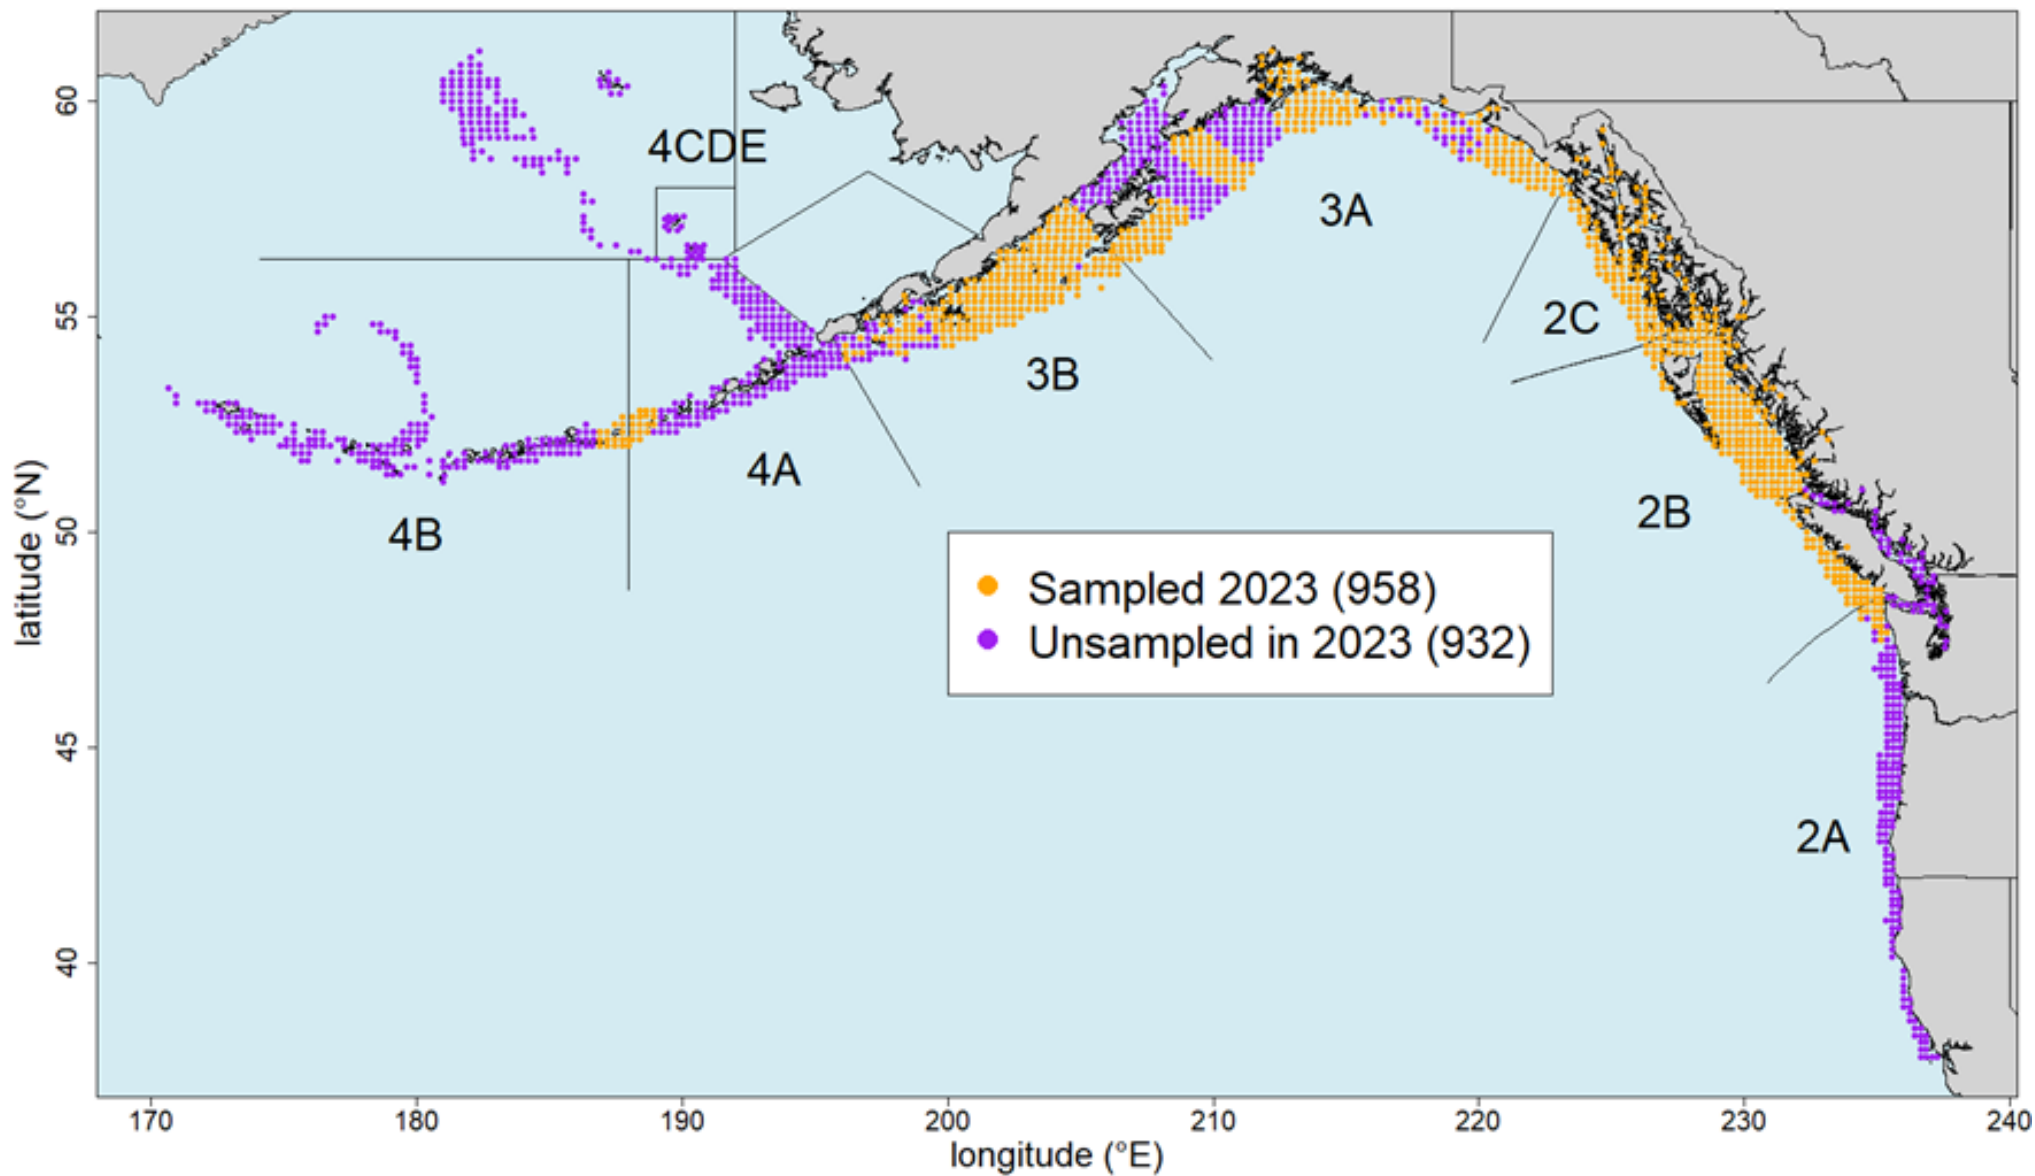 60
55
50
45
40
latitude (°N)
4CDE
3A
2C
3B
4A
2B
4B
Sampled 2023 (958)
Unsampled in 2023 (932)
2A
170
180
190
200
210
220
230
240
longitude (°E)